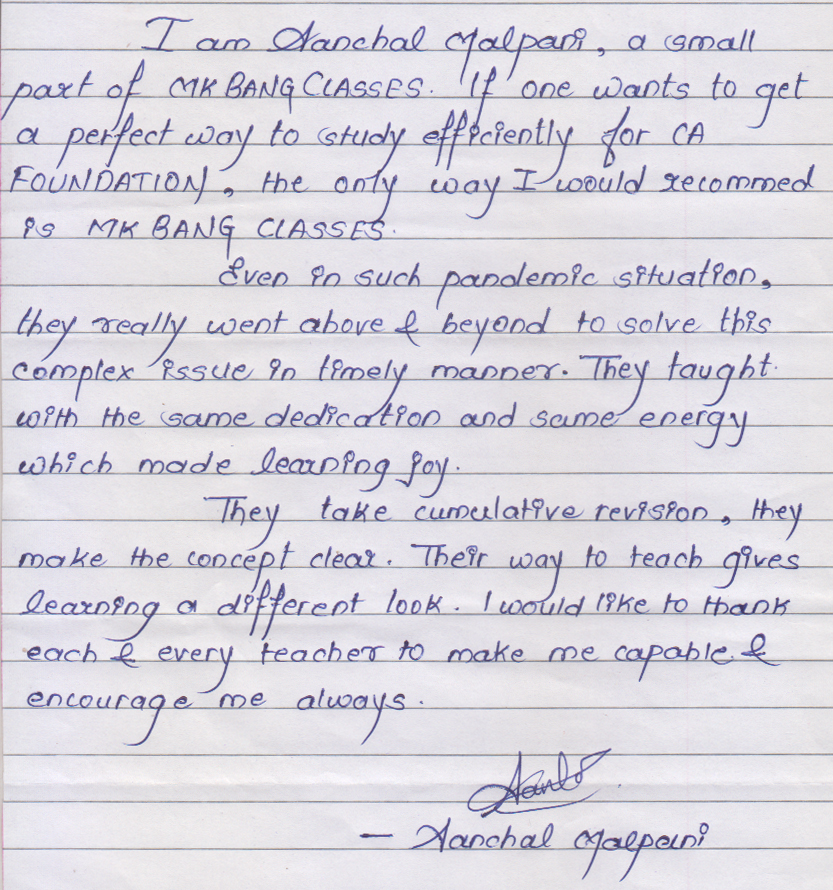 I am Aanchal Malpani, a small
part of MK BANG CLASSES. If one wants to get
a perfect way to study efficiently for CA
FOUNDATION, the only way I would recommed
is MK BANG CLASSES.
Even in such pandemic situation,
they really went above & beyond to solve this
complex issue in timely manner. They taught
with the same dedication and same energy
which made learning joy.
They take cumulative revision, they
make the concept clear. Their way to teach gives
learning a different look. I would like to thank
each & every teacher to make me capable &
encourage me always.
— Aanchal Malpani